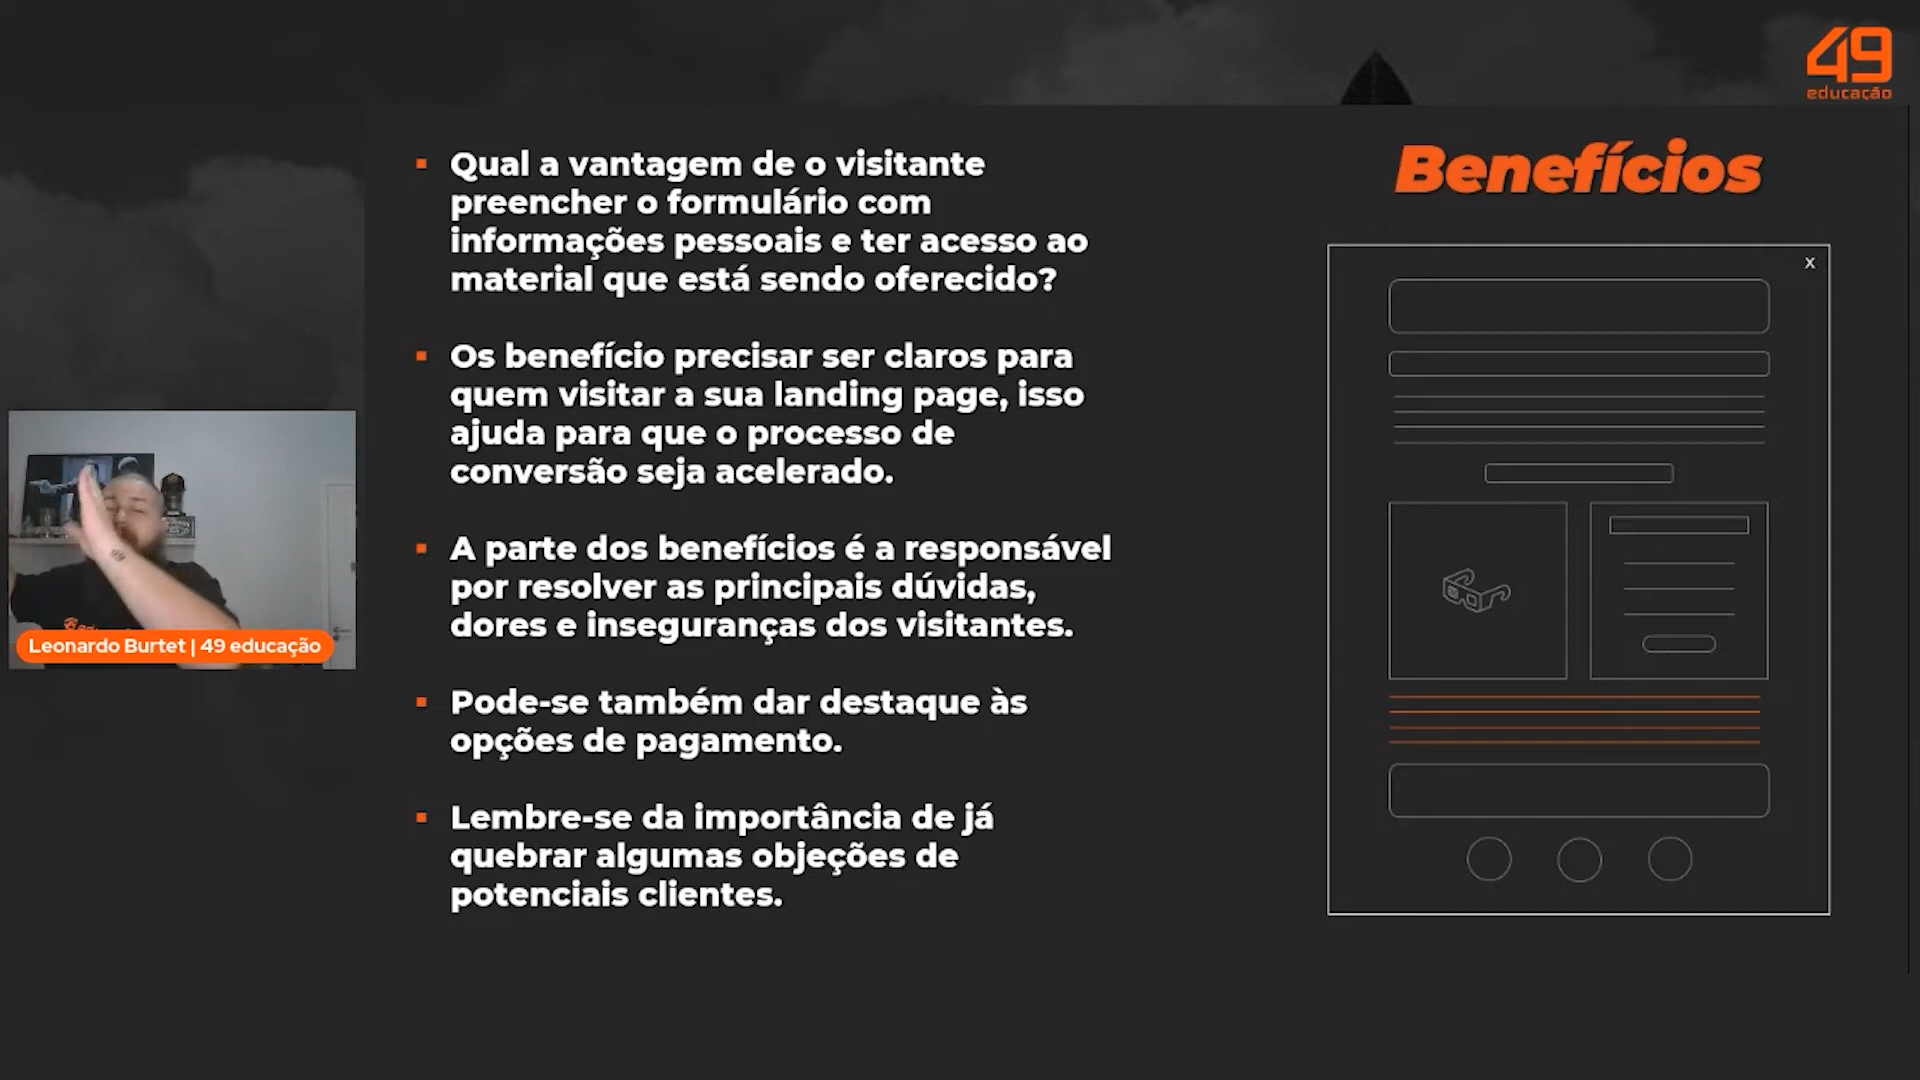 49
educação
Benefícios
Qual a vantagem de o visitante
preencher o formulário com
informações pessoais e ter acesso ao
material que está sendo oferecido?
Os benefício precisar ser claros para
quem visitar a sua landing page, isso
ajuda para que o processo de
conversão seja acelerado.
A parte dos benefícios é a responsável
por resolver as principais dúvidas,
dores e inseguranças dos visitantes.
Pode-se também dar destaque às
opções de pagamento.
Lembre-se da importância de já
quebrar algumas objeções de
potenciais clientes.
x
Leonardo Burtet | 49 educação